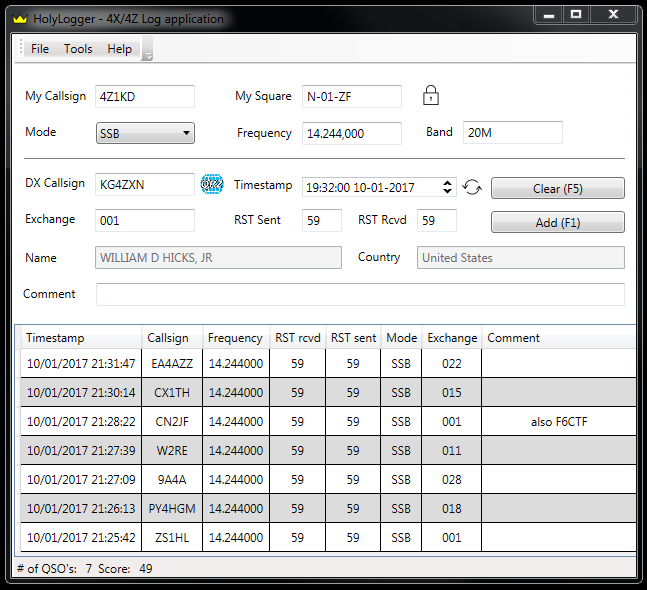 HolyLogger - 4X/4Z Log application
File Tools Help
My Callsign 4Z1KD My Square N-01-ZF
Mode SSB Frequency 14.244,000 Band 20M
DX Callsign KG4ZXN QRZ Timestamp 19:32:00 10-01-2017 Clear (F5)
Exchange 001 RST Sent 59 RST Rcvd 59 Add (F1)
Name WILLIAM D HICKS, JR Country United States
Comment
Timestamp Callsign Frequency RST rcvd RST sent Mode Exchange Comment
10/01/2017 21:31:47 EA4AZZ 14.244000 59 59 SSB 022
10/01/2017 21:30:14 CX1TH 14.244000 59 59 SSB 015
10/01/2017 21:28:22 CN2JF 14.244000 59 59 SSB 001 also F6CTF
10/01/2017 21:27:39 W2RE 14.244000 59 59 SSB 011
10/01/2017 21:27:09 9A4A 14.244000 59 59 SSB 028
10/01/2017 21:26:13 PY4HGM 14.244000 59 59 SSB 018
10/01/2017 21:25:42 ZS1HL 14.244000 59 59 SSB 001
# of QSO's: 7 Score: 49